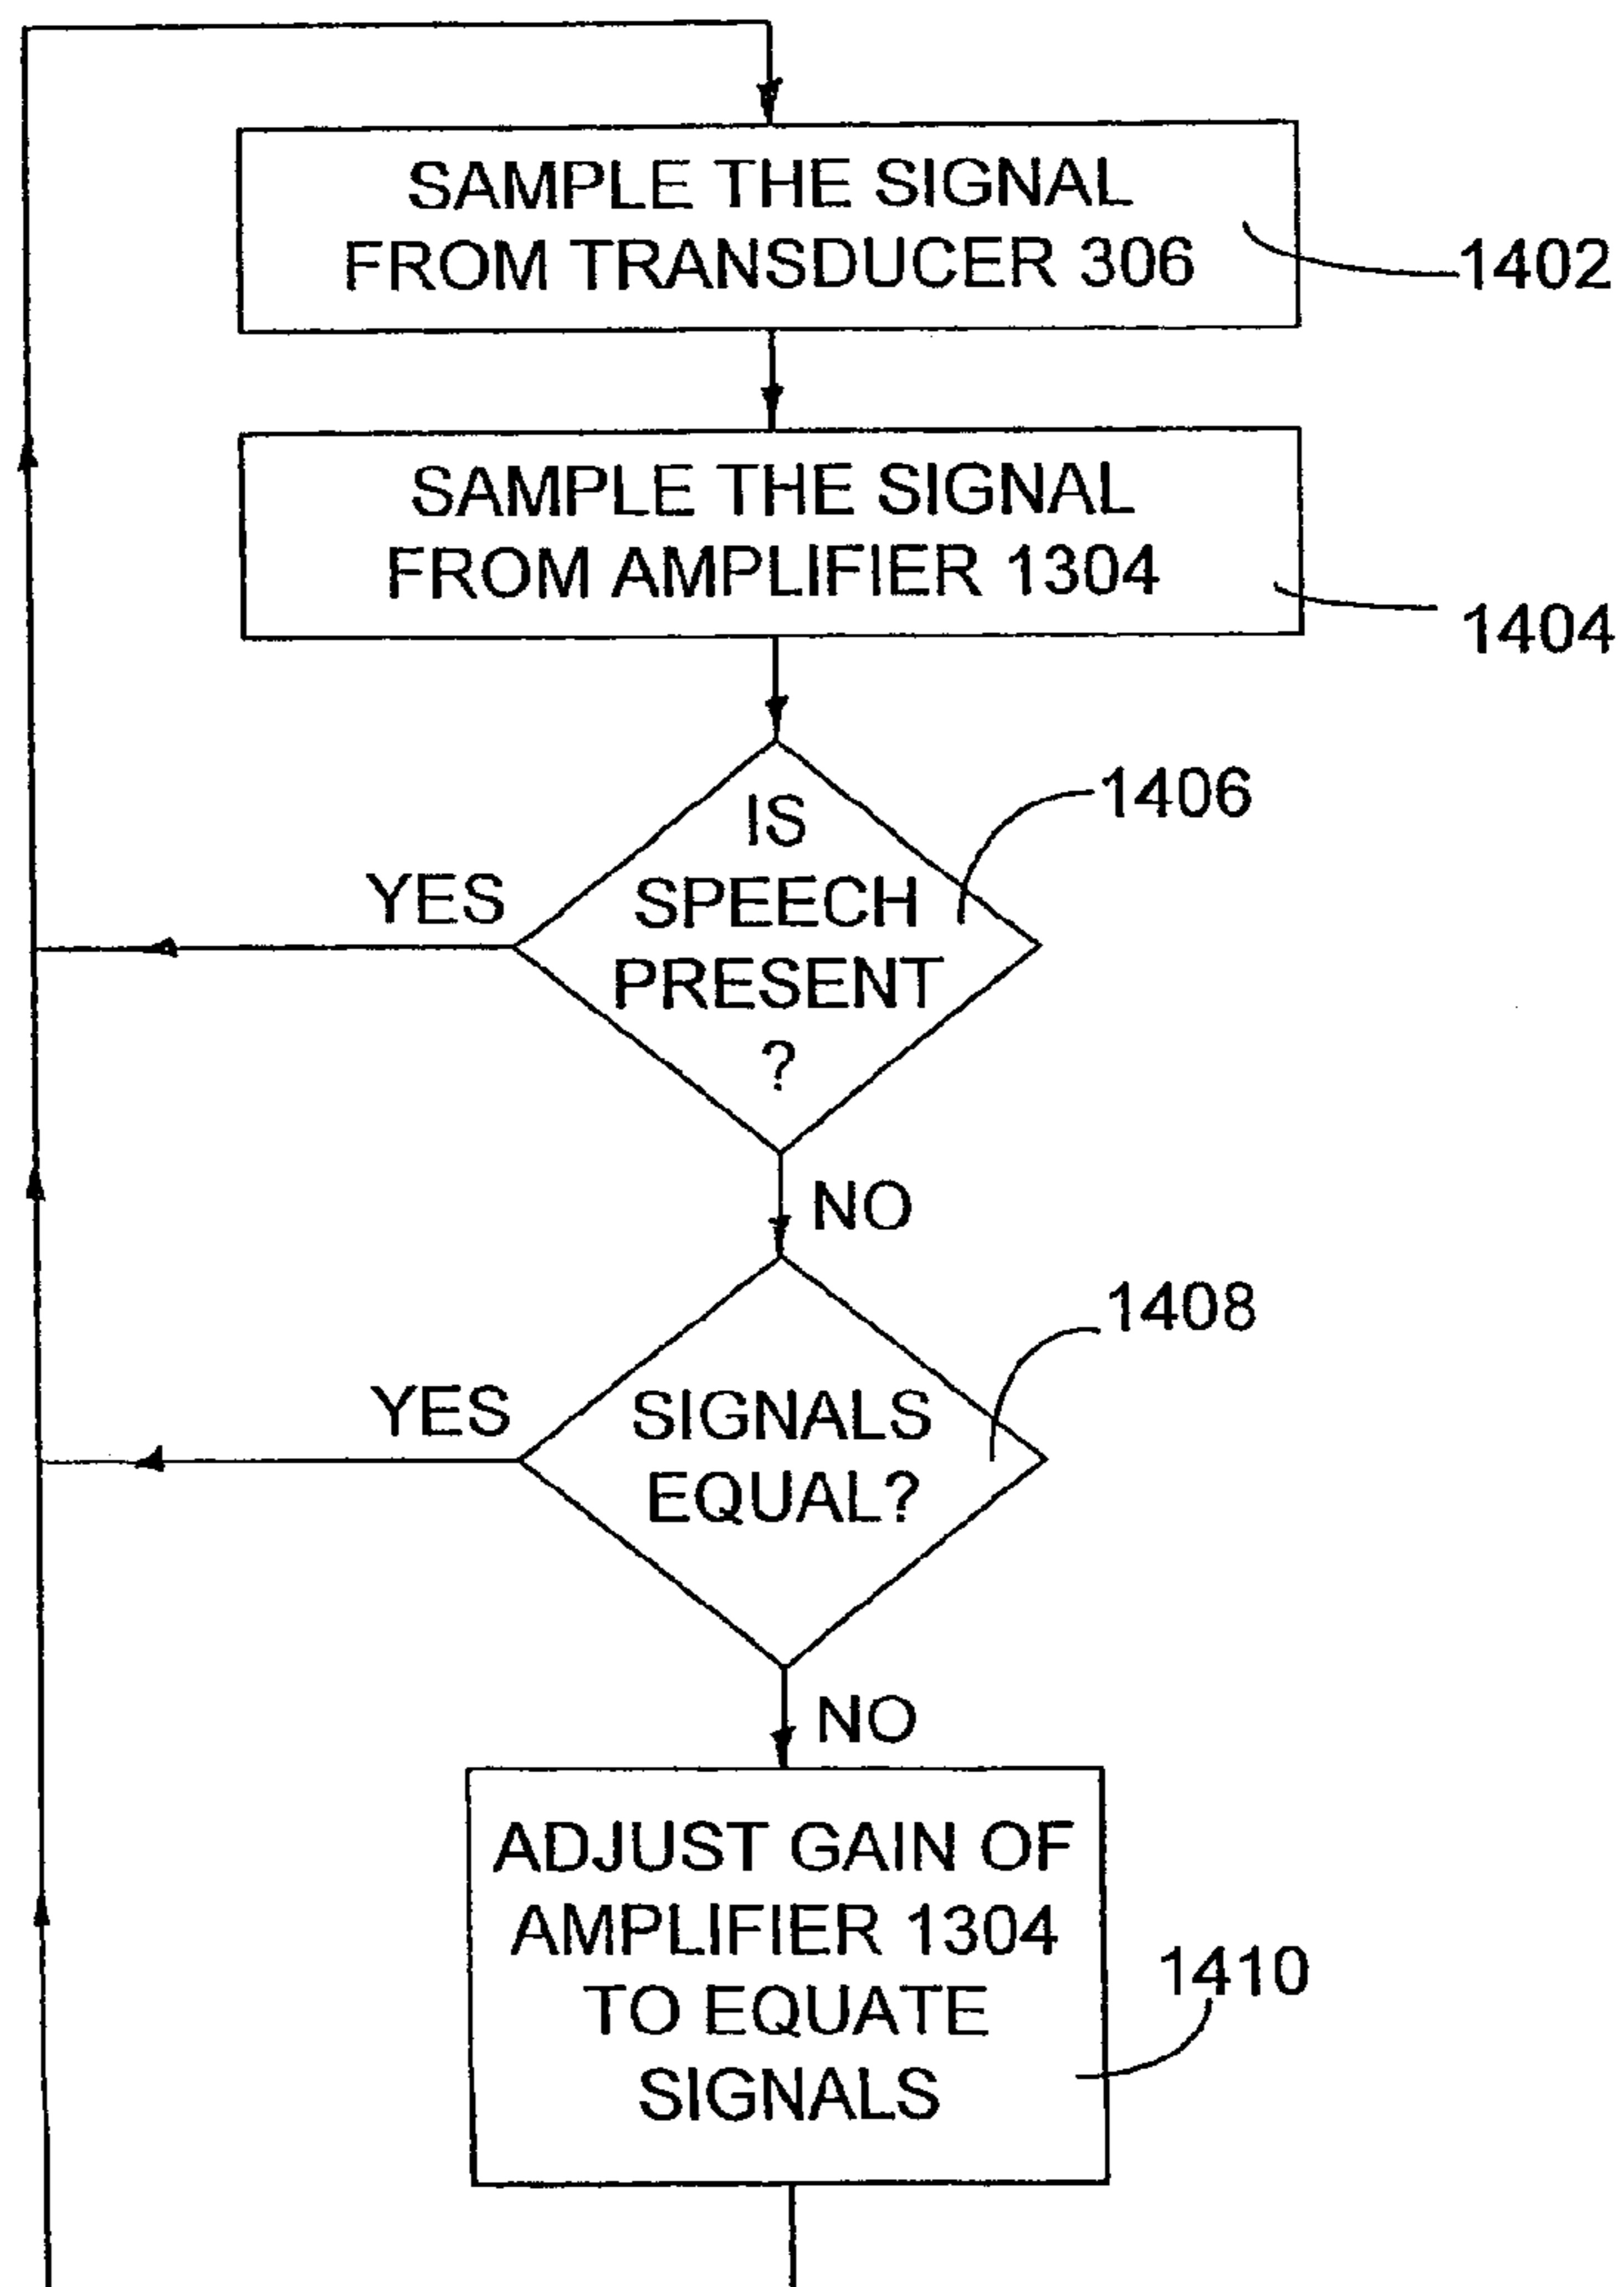 SAMPLE THE SIGNAL
FROM TRANSDUCER 306
1402
SAMPLE THE SIGNAL
FROM AMPLIFIER 1304
1404
IS
SPEECH
PRESENT
?
1406
YES
NO
SIGNALS
EQUAL?
1408
YES
NO
ADJUST GAIN OF
AMPLIFIER 1304
TO EQUATE
SIGNALS
1410